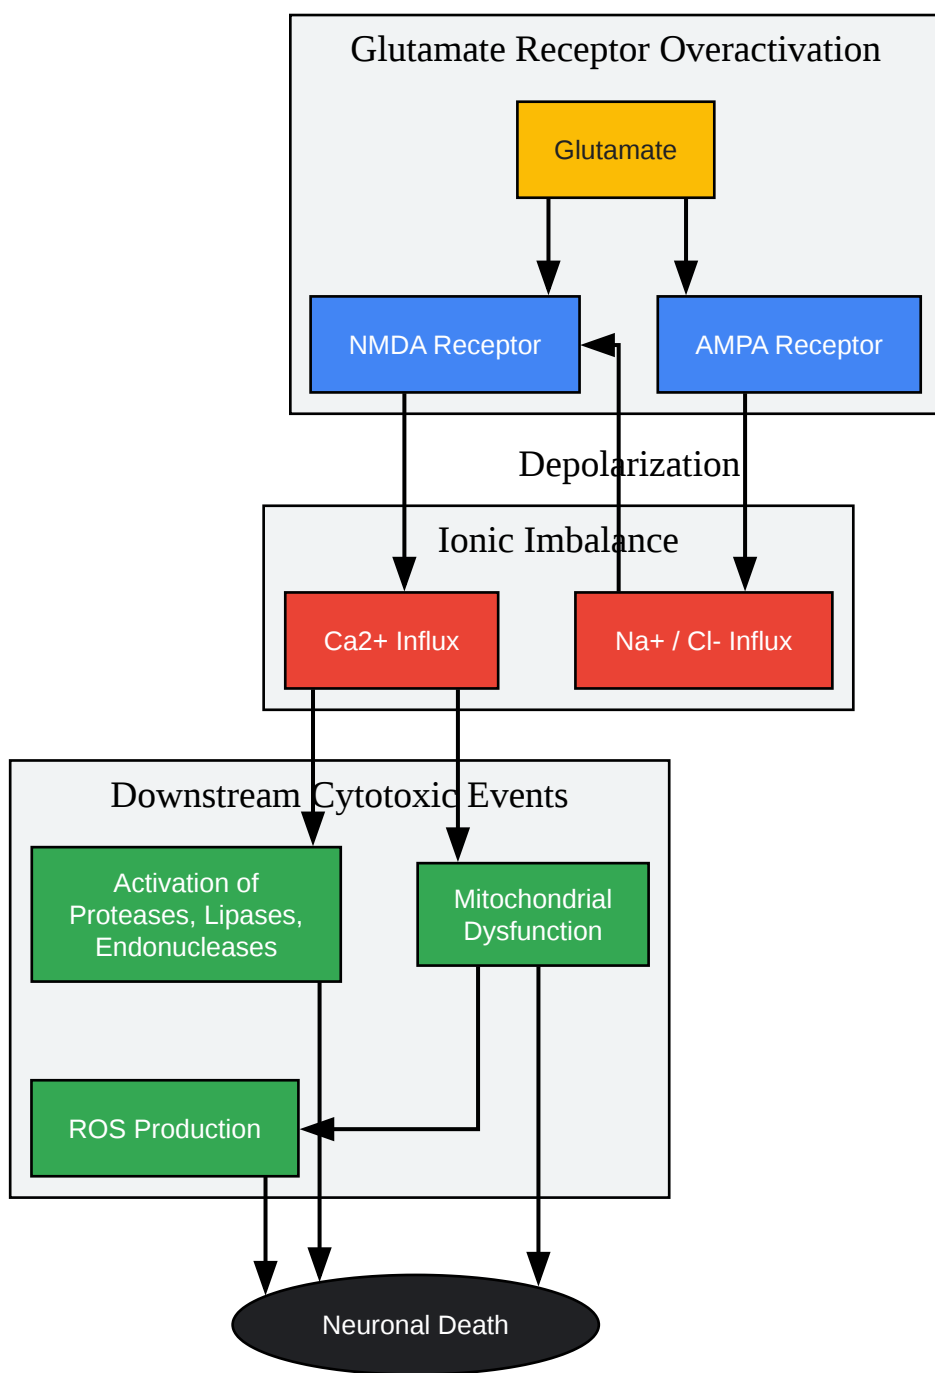 Glutamate Receptor Overactivation
Glutamate
NMDA Receptor
AMPA Receptor
Depolarization
Ionic Imbalance
Ca2+ Influx
Na+ / Cl- Influx
Downstream Cytotoxic Events
Activation of
Proteases, Lipases,
Endonucleases
Mitochondrial
Dysfunction
ROS Production
Neuronal Death